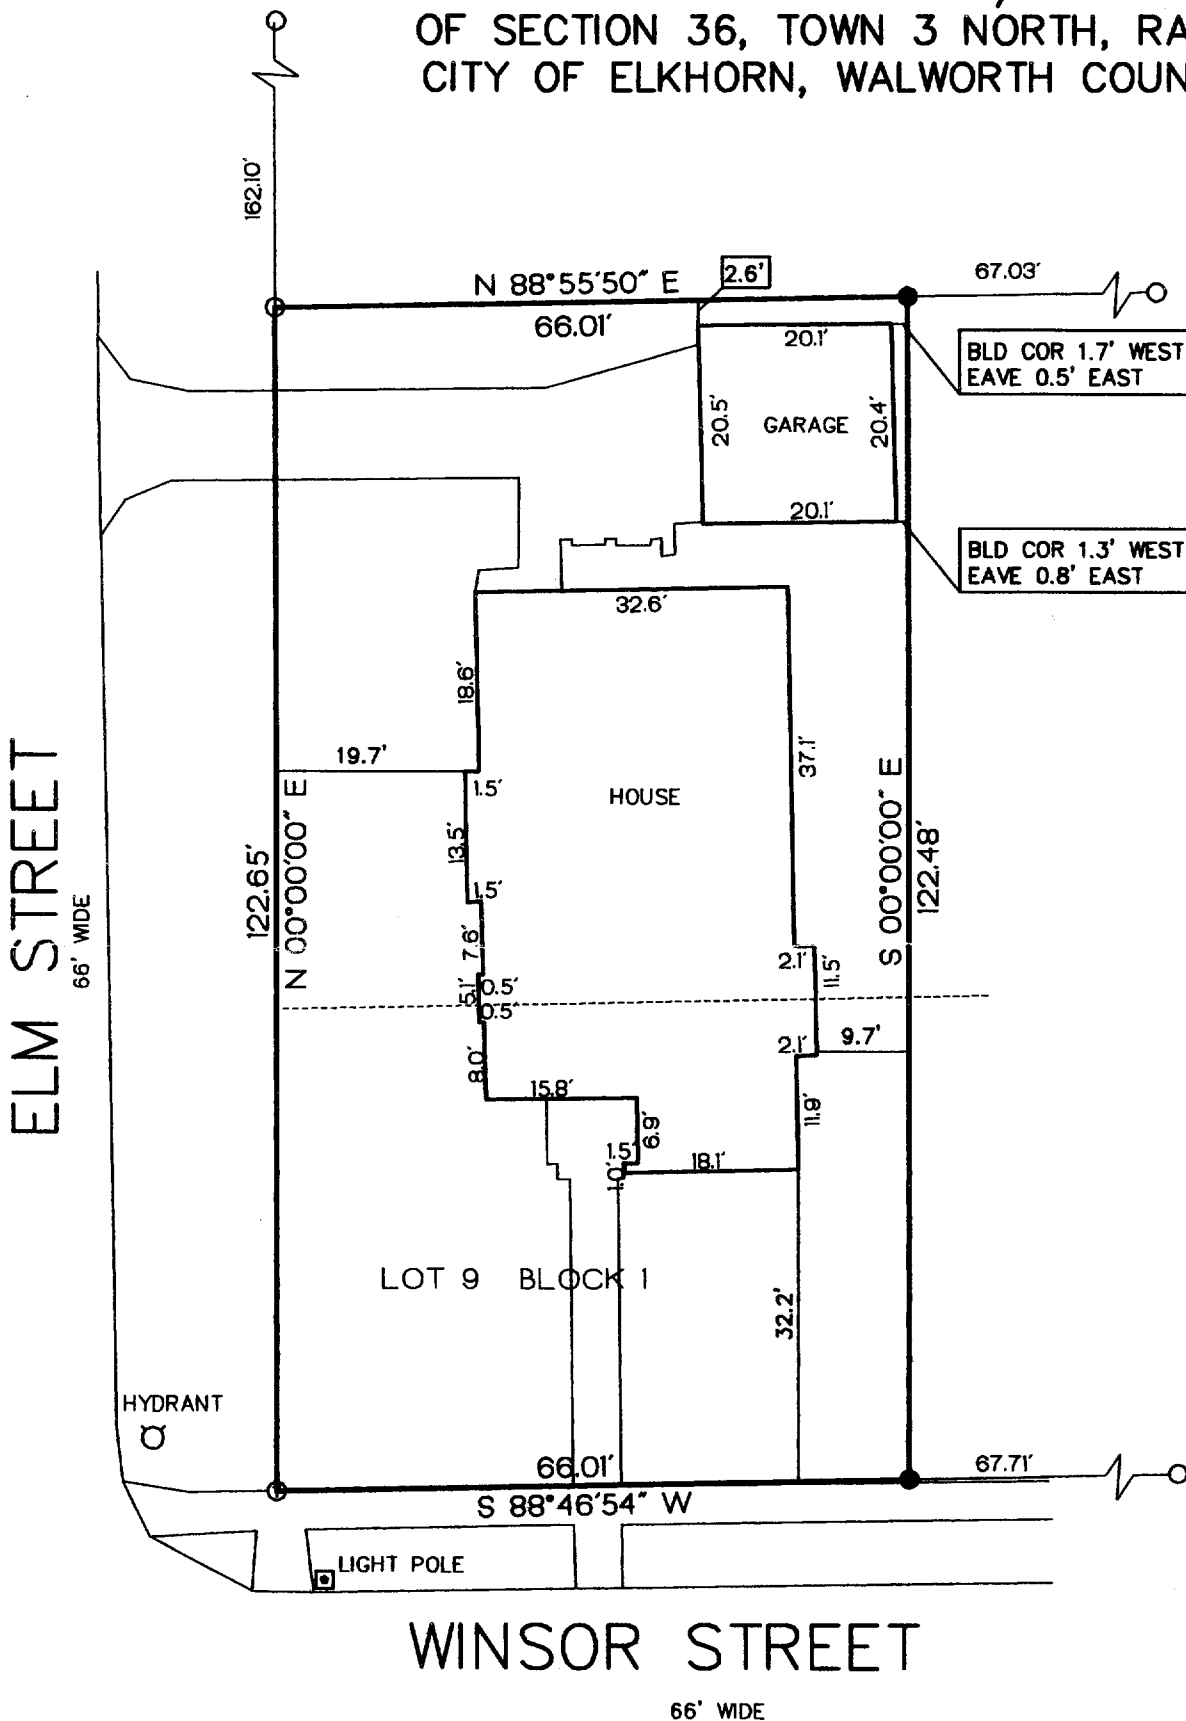 OF SECTION 36, TOWN 3 NORTH, RA
CITY OF ELKHORN, WALWORTH COUN
162.10'
N 88°55'50" E
66.01'
2.6'
67.03'
20.1'
BLD COR 1.7' WEST
EAVE 0.5' EAST
20.5'
GARAGE
20.4'
20.1'
BLD COR 1.3' WEST
EAVE 0.8' EAST
32.6'
18.6'
19.7'
1.5'
37.1'
HOUSE
13.5'
1.5'
7.6'
ELM STREET
66' WIDE
122.65'
N 00°00'00" E
S 00°00'00" E
122.48'
2.1'
11.5'
5.1'
0.5'
0.5'
2.1'
9.7'
8.0'
15.8'
11.9'
6.9'
1.5'
1.0'
18.1'
LOT 9 BLOCK 1
32.2'
HYDRANT
66.01'
S 88°46'54" W
67.71'
LIGHT POLE
WINSOR STREET
66' WIDE